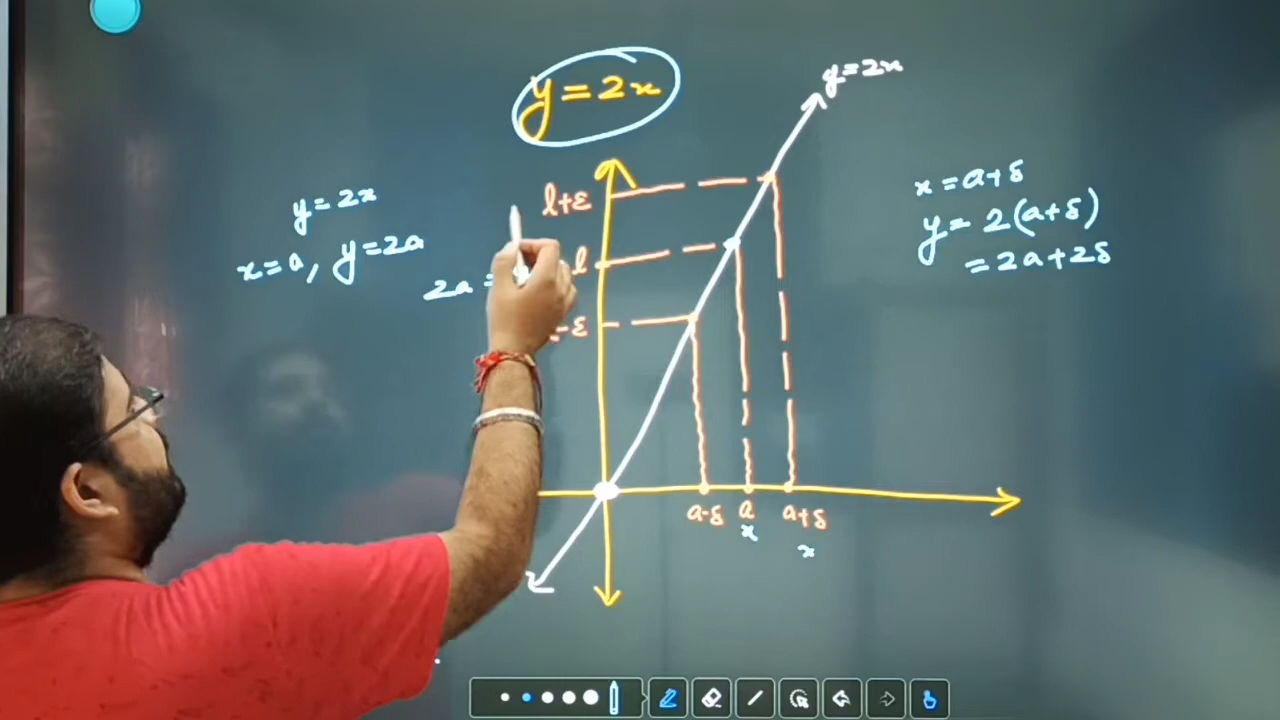 y = 2x
y = 2x
y = 2x
x = a, y = 2a
2a =
l+ε
l
-ε
a-δ a a+δ
x x
x = a+δ
y = 2(a+δ)
= 2a+2δ